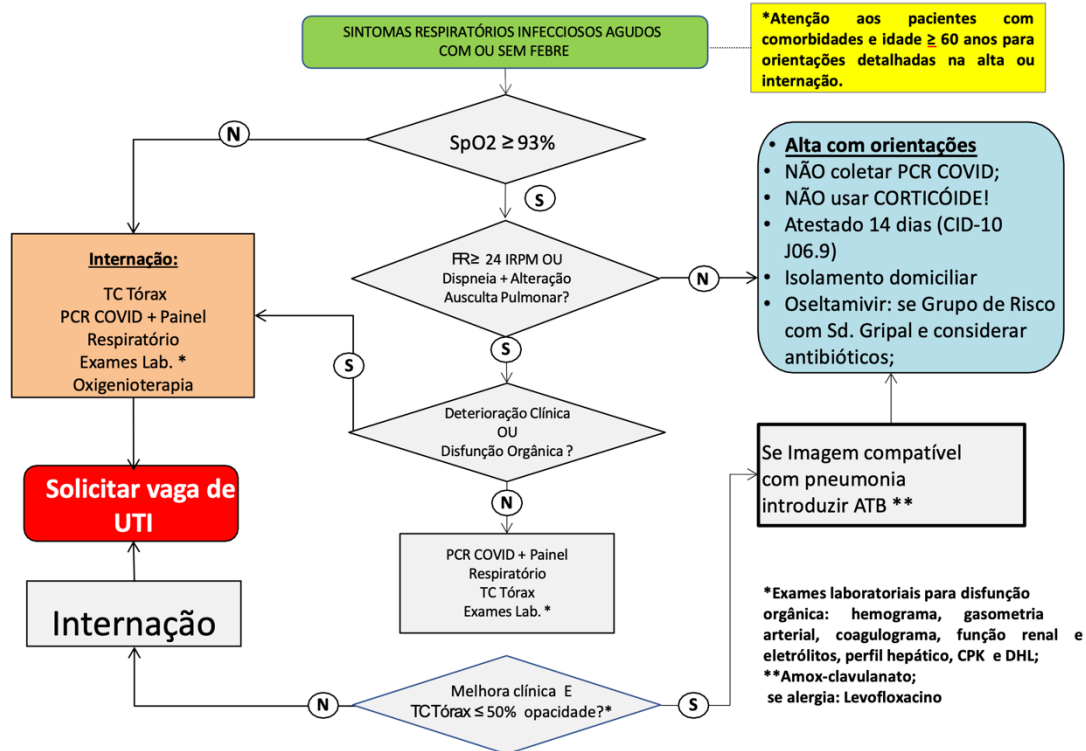 SINTOMAS RESPIRATÓRIOS INFECCIOSOS AGUDOS
COM OU SEM FEBRE
*Atenção aos pacientes com
comorbidades e idade ≥ 60 anos para
orientações detalhadas na alta ou
internação.
N
SpO2 ≥ 93%
S
• Alta com orientações
• NÃO coletar PCR COVID;
• NÃO usar CORTICÓIDE!
• Atestado 14 dias (CID-10
J06.9)
• Isolamento domiciliar
• Oseltamivir: se Grupo de Risco
com Sd. Gripal e considerar
antibióticos;
FR≥ 24 IRPM OU
Dispneia + Alteração
Ausculta Pulmonar?
N
S
Internação:
TC Tórax
PCR COVID + Painel
Respiratório
Exames Lab. *
Oxigenioterapia
S
Deterioração Clínica
OU
Disfunção Orgânica ?
N
Solicitar vaga de
UTI
Se Imagem compatível
com pneumonia
introduzir ATB **
PCR COVID + Painel
Respiratório
TC Tórax
Exames Lab. *
Internação
N
Melhora clínica E
TCTórax ≤ 50% opacidade?*
S
*Exames laboratoriais para disfunção
orgânica: hemograma, gasometria
arterial, coagulograma, função renal e
eletrólitos, perfil hepático, CPK e DHL;
**Amox-clavulanato;
se alergia: Levofloxacino